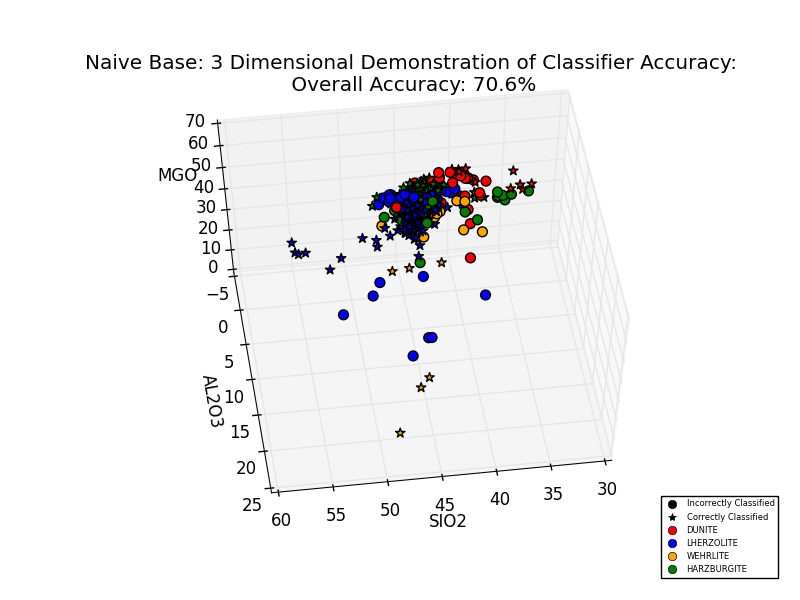 Naive Base: 3 Dimensional Demonstration of Classifier Accuracy:
Overall Accuracy: 70.6%
70
60
50
MGO
40
30
20
10
0
−5
0
5
AL2O3
10
15
20
25
60
55
50
45
40
35
30
SIO2
Incorrectly Classified
Correctly Classified
DUNITE
LHERZOLITE
WEHRLITE
HARZBURGITE